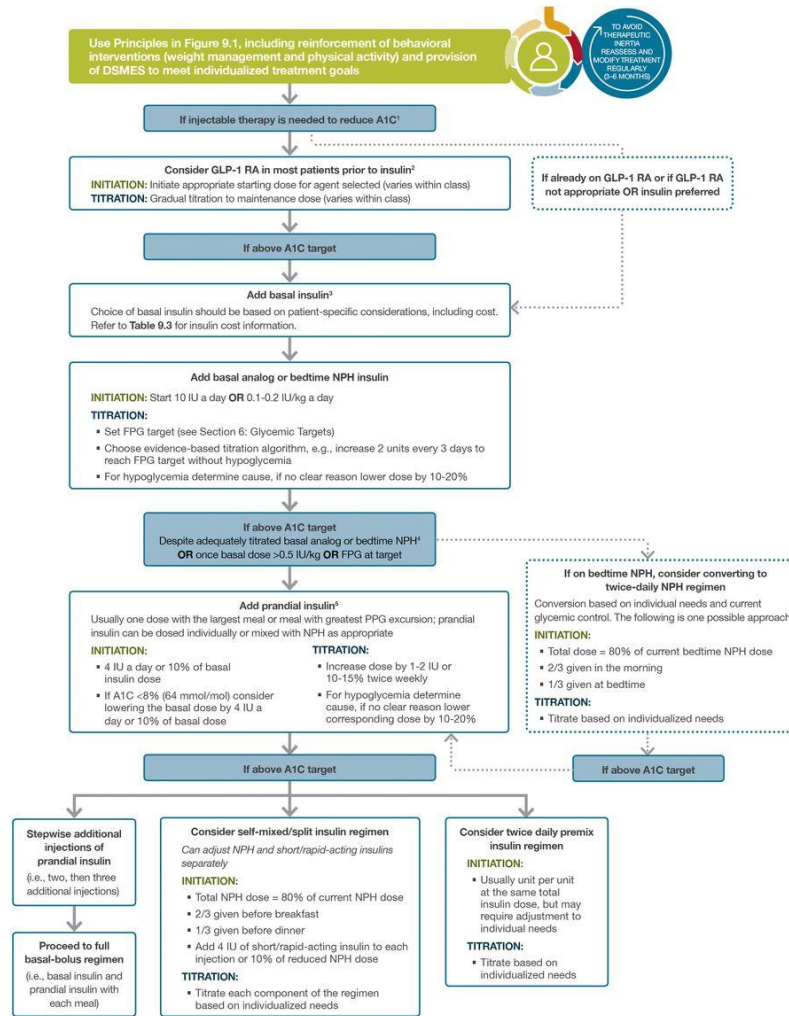 Use Principles in Figure 9.1, including reinforcement of behavioral
interventions (weight management and physical activity) and provision
of DSMES to meet individualized treatment goals
TO AVOID
THERAPEUTIC
INERTIA
REASSESS AND
MODIFY TREATMENT
REGULARLY
(3–6 MONTHS)
If injectable therapy is needed to reduce A1C¹
Consider GLP-1 RA in most patients prior to insulin²
INITIATION: Initiate appropriate starting dose for agent selected (varies within class)
TITRATION: Gradual titration to maintenance dose (varies within class)
If already on GLP-1 RA or if GLP-1 RA
not appropriate OR insulin preferred
If above A1C target
Add basal insulin³
Choice of basal insulin should be based on patient-specific considerations, including cost.
Refer to Table 9.3 for insulin cost information.
Add basal analog or bedtime NPH insulin
INITIATION: Start 10 IU a day OR 0.1-0.2 IU/kg a day
TITRATION:
▪ Set FPG target (see Section 6: Glycemic Targets)
▪ Choose evidence-based titration algorithm, e.g., increase 2 units every 3 days to
reach FPG target without hypoglycemia
▪ For hypoglycemia determine cause, if no clear reason lower dose by 10-20%
If above A1C target
Despite adequately titrated basal analog or bedtime NPH⁴
OR once basal dose >0.5 IU/kg OR FPG at target
If on bedtime NPH, consider converting to
twice-daily NPH regimen
Conversion based on individual needs and current
glycemic control. The following is one possible approach:
INITIATION:
▪ Total dose = 80% of current bedtime NPH dose
▪ 2/3 given in the morning
▪ 1/3 given at bedtime
TITRATION:
▪ Titrate based on individualized needs
Add prandial insulin⁵
Usually one dose with the largest meal or meal with greatest PPG excursion; prandial
insulin can be dosed individually or mixed with NPH as appropriate
INITIATION:
▪ 4 IU a day or 10% of basal
insulin dose
▪ If A1C <8% (64 mmol/mol) consider
lowering the basal dose by 4 IU a
day or 10% of basal dose
TITRATION:
▪ Increase dose by 1-2 IU or
10-15% twice weekly
▪ For hypoglycemia determine
cause, if no clear reason lower
corresponding dose by 10-20%
If above A1C target
If above A1C target
Stepwise additional
injections of
prandial insulin
(i.e., two, then three
additional injections)
Proceed to full
basal-bolus regimen
(i.e., basal insulin and
prandial insulin with
each meal)
Consider self-mixed/split insulin regimen
Can adjust NPH and short/rapid-acting insulins
separately
INITIATION:
▪ Total NPH dose = 80% of current NPH dose
▪ 2/3 given before breakfast
▪ 1/3 given before dinner
▪ Add 4 IU of short/rapid-acting insulin to each
injection or 10% of reduced NPH dose
TITRATION:
▪ Titrate each component of the regimen
based on individualized needs
Consider twice daily premix
insulin regimen
INITIATION:
▪ Usually unit per unit
at the same total
insulin dose, but may
require adjustment to
individual needs
TITRATION:
▪ Titrate based on
individualized needs